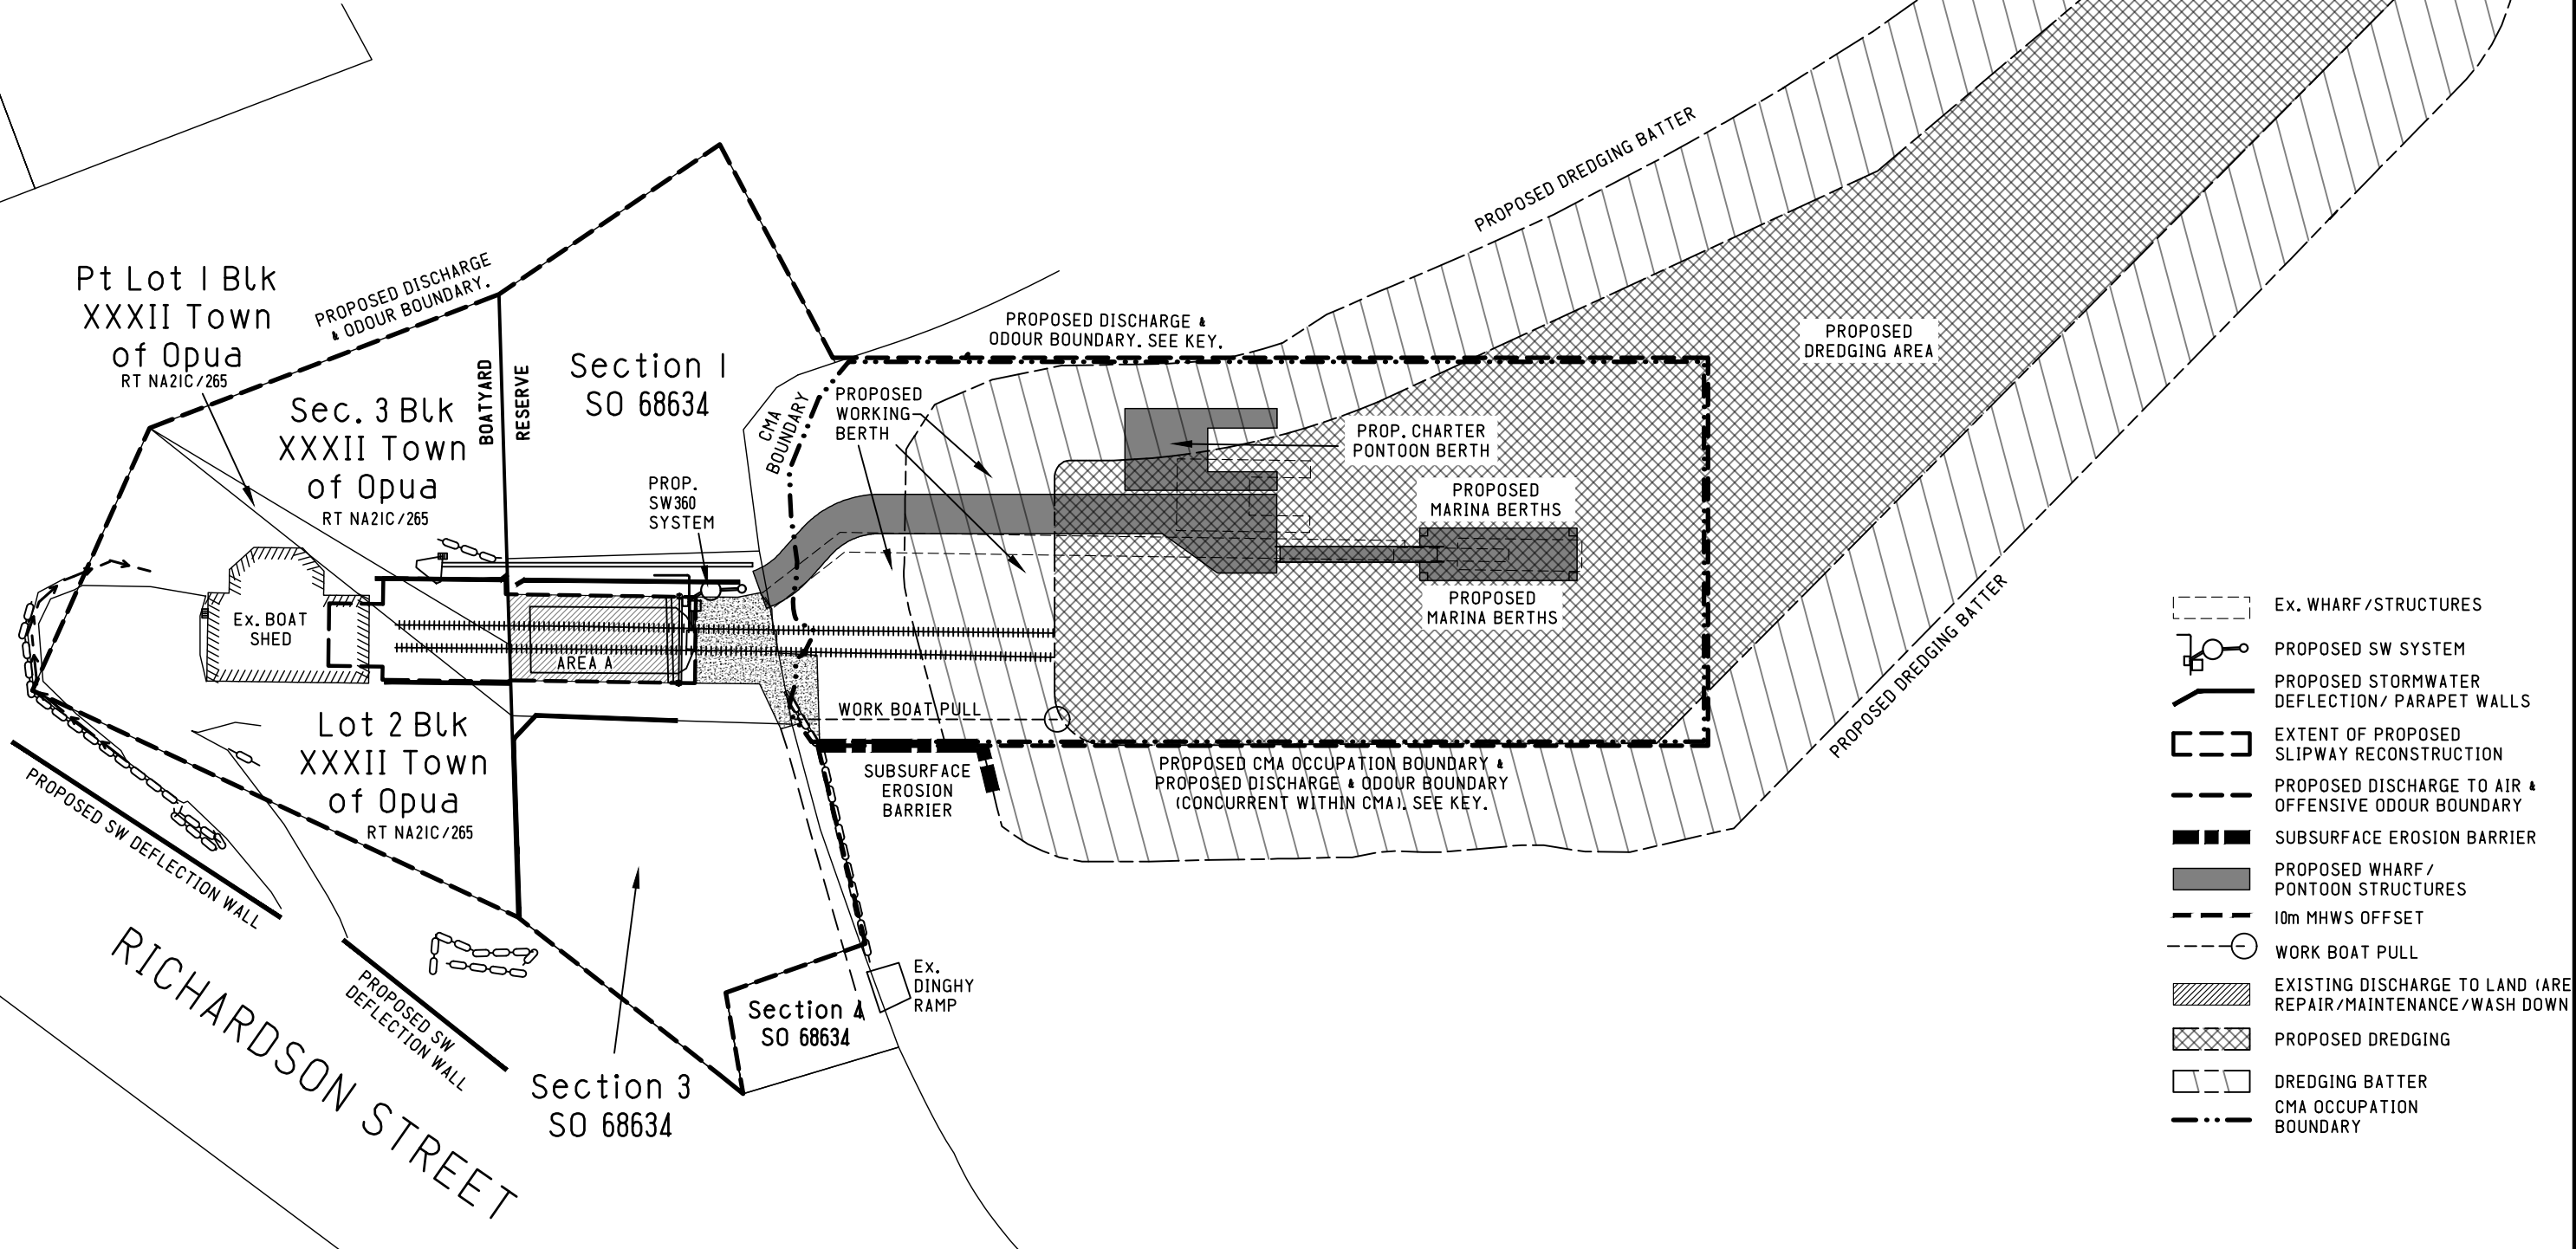 Pt Lot 1 Blk
XXXII Town
of Opua
RT NA21C/265
PROPOSED DISCHARGE
& ODOUR BOUNDARY.
Sec. 3 Blk
XXXII Town
of Opua
RT NA21C/265
BOATYARD
RESERVE
Section 1
SO 68634
PROP.
SW360
SYSTEM
CMA
BOUNDARY
PROPOSED
WORKING
BERTH
PROPOSED DISCHARGE &
ODOUR BOUNDARY. SEE KEY.
PROPOSED DREDGING BATTER
PROPOSED
DREDGING AREA
PROP. CHARTER
PONTOON BERTH
PROPOSED
MARINA BERTHS
PROPOSED
MARINA BERTHS
PROPOSED DREDGING BATTER
Ex. BOAT
SHED
AREA A
WORK BOAT PULL
SUBSURFACE
EROSION
BARRIER
PROPOSED CMA OCCUPATION BOUNDARY &
PROPOSED DISCHARGE & ODOUR BOUNDARY
(CONCURRENT WITHIN CMA). SEE KEY.
Lot 2 Blk
XXXII Town
of Opua
RT NA21C/265
PROPOSED SW DEFLECTION WALL
PROPOSED SW
DEFLECTION WALL
RICHARDSON STREET
Section 3
SO 68634
Section 4
SO 68634
Ex.
DINGHY
RAMP
Ex. WHARF/STRUCTURES
PROPOSED SW SYSTEM
PROPOSED STORMWATER
DEFLECTION/ PARAPET WALLS
EXTENT OF PROPOSED
SLIPWAY RECONSTRUCTION
PROPOSED DISCHARGE TO AIR &
OFFENSIVE ODOUR BOUNDARY
SUBSURFACE EROSION BARRIER
PROPOSED WHARF/
PONTOON STRUCTURES
10m MHWS OFFSET
WORK BOAT PULL
EXISTING DISCHARGE TO LAND (ARE
REPAIR/MAINTENANCE/WASH DOWN
PROPOSED DREDGING
DREDGING BATTER
CMA OCCUPATION
BOUNDARY